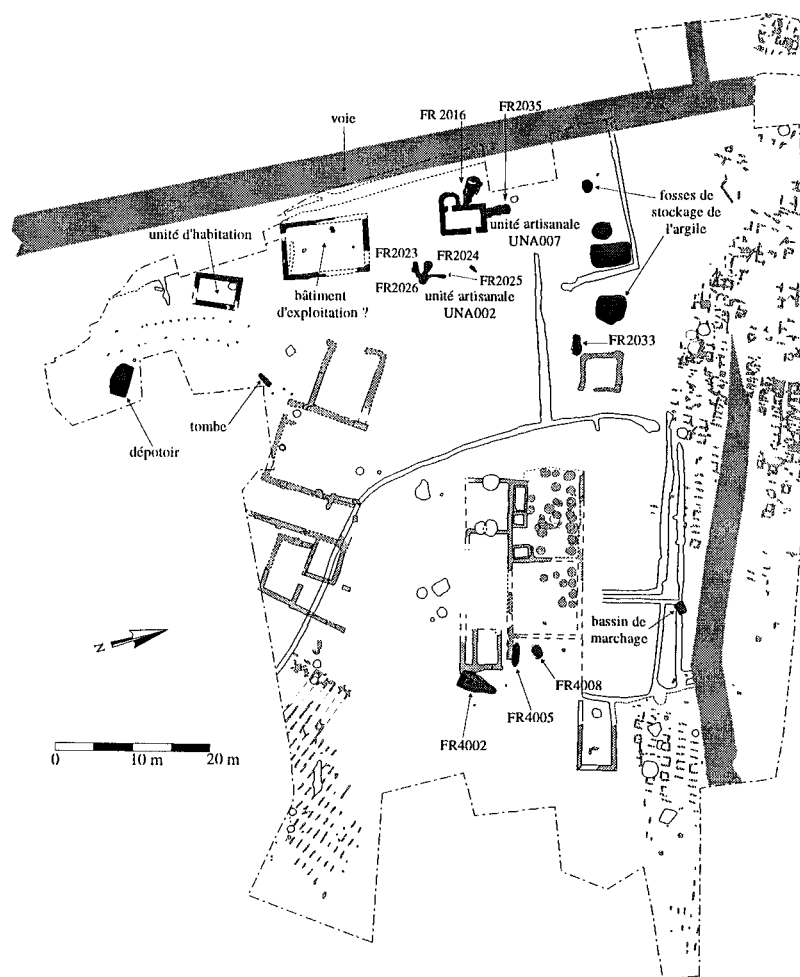 FR2035
FR 2016
voie
fosses de
stockage de
l'argile
unité artisanale
UNA007
unité d'habitation
FR2023
FR2024
FR2025
FR2026
unité artisanale
UNA002
bâtiment
d'exploitation ?
FR2033
tombe
dépotoir
bassin de
marchage
N
FR4008
FR4005
FR4002
0 10 m 20 m